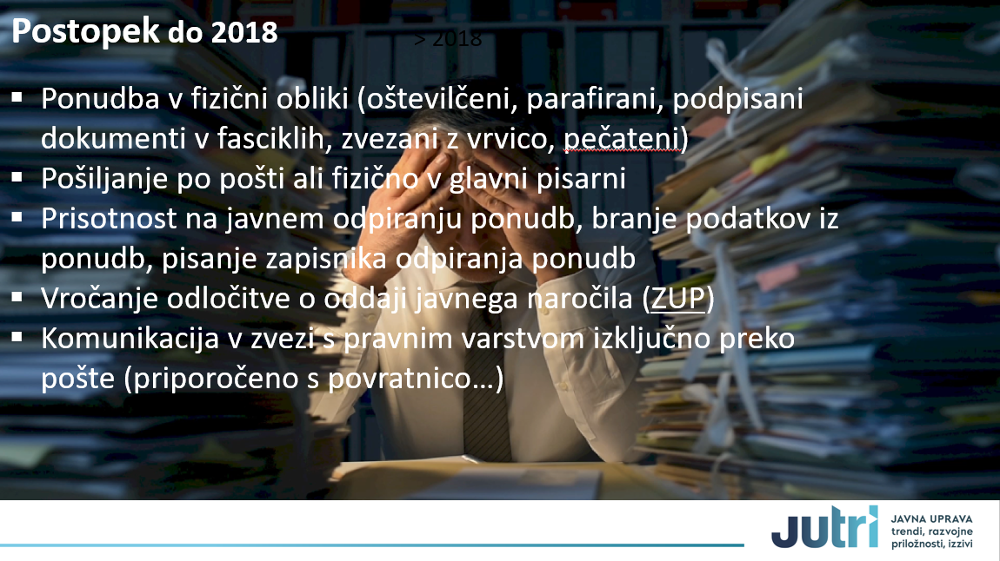 Postopek do 2018
> 2018
▪ Ponudba v fizični obliki (oštevilčeni, parafirani, podpisani
dokumenti v fasciklih, zvezani z vrvico, pečateni)
▪ Pošiljanje po pošti ali fizično v glavni pisarni
▪ Prisotnost na javnem odpiranju ponudb, branje podatkov iz
ponudb, pisanje zapisnika odpiranja ponudb
▪ Vročanje odločitve o oddaji javnega naročila (ZUP)
▪ Komunikacija v zvezi s pravnim varstvom izključno preko
pošte (priporočeno s povratnico…)
jutri
JAVNA UPRAVA
trendi, razvojne
priložnosti, izzivi